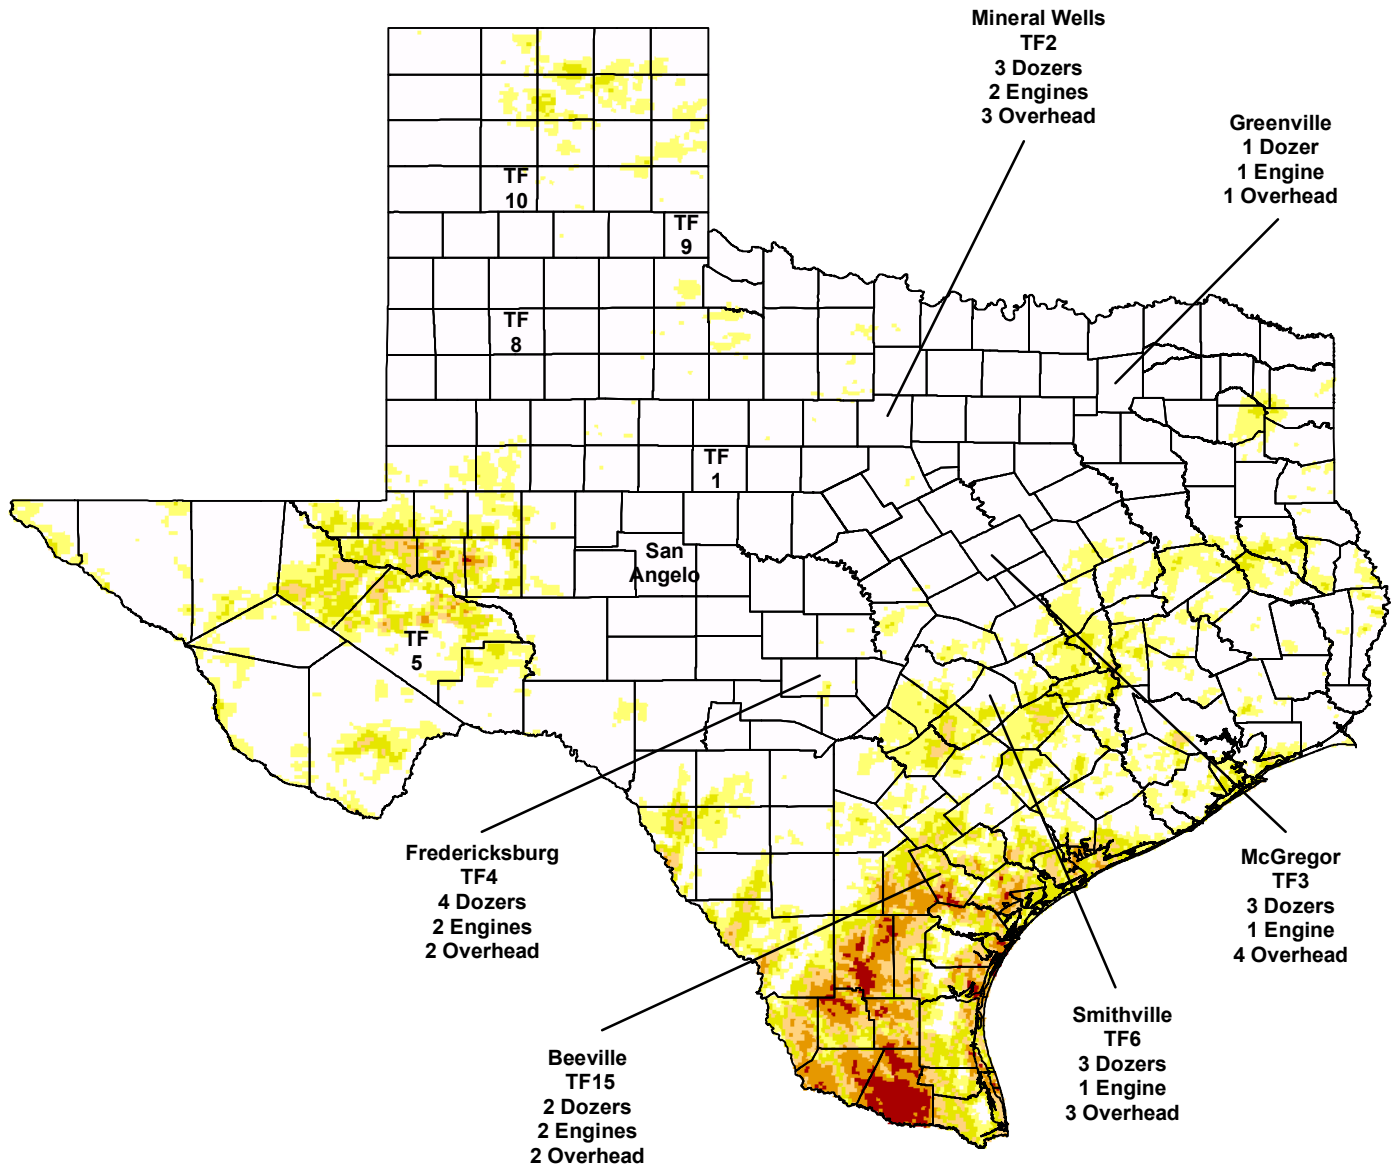 Mineral Wells
TF2
3 Dozers
2 Engines
3 Overhead
Greenville
1 Dozer
1 Engine
1 Overhead
TF
10
TF
9
TF
8
TF
1
San
Angelo
TF
5
Fredericksburg
TF4
4 Dozers
2 Engines
2 Overhead
McGregor
TF3
3 Dozers
1 Engine
4 Overhead
Smithville
TF6
3 Dozers
1 Engine
3 Overhead
Beeville
TF15
2 Dozers
2 Engines
2 Overhead